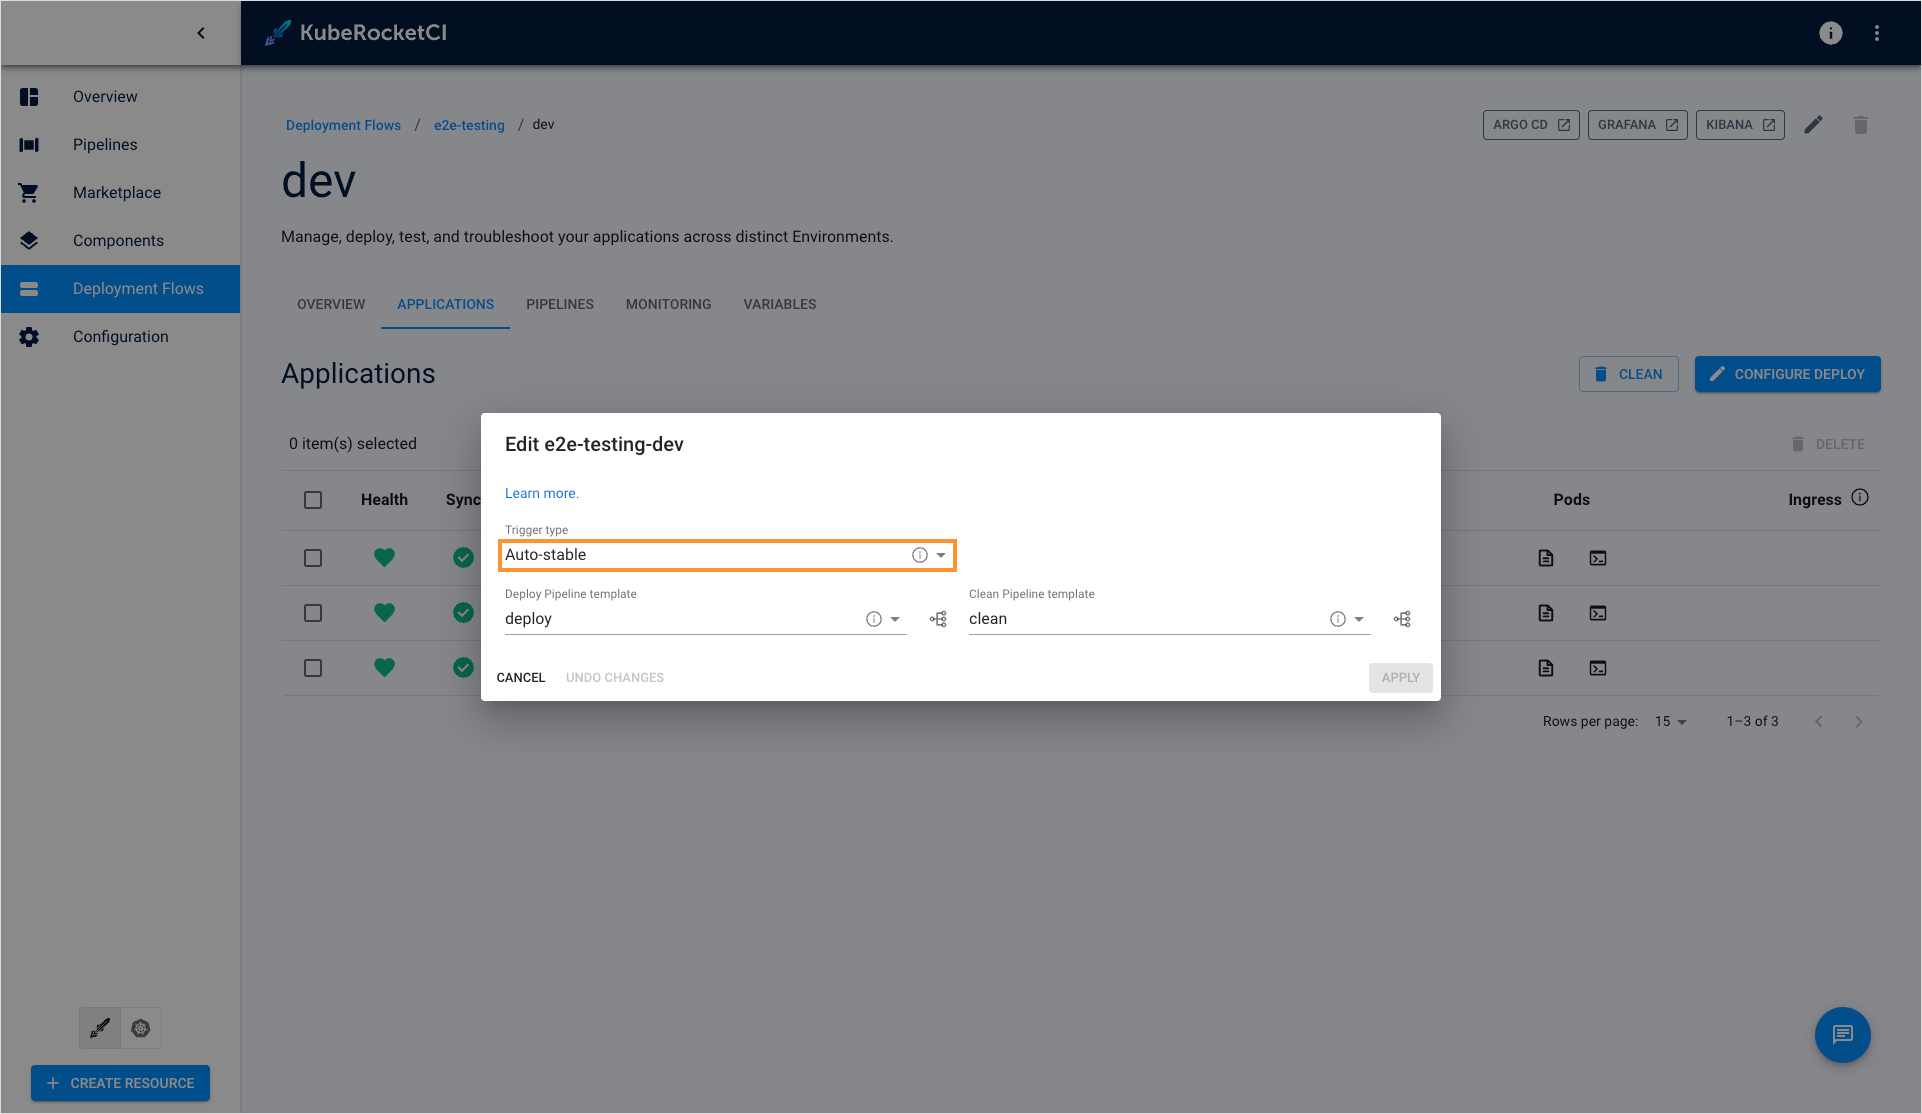 KubeRocketCI
Overview
Pipelines
Marketplace
Components
Deployment Flows
Configuration
Deployment Flows / e2e-testing / dev
ARGO CD
GRAFANA
KIBANA
dev
Manage, deploy, test, and troubleshoot your applications across distinct Environments.
OVERVIEW
APPLICATIONS
PIPELINES
MONITORING
VARIABLES
Applications
CLEAN
CONFIGURE DEPLOY
0 item(s) selected
DELETE
Health
Sync
Pods
Ingress
Edit e2e-testing-dev
Learn more.
Trigger type
Auto-stable
Deploy Pipeline template
deploy
Clean Pipeline template
clean
CANCEL
UNDO CHANGES
APPLY
Rows per page: 15
1–3 of 3
CREATE RESOURCE